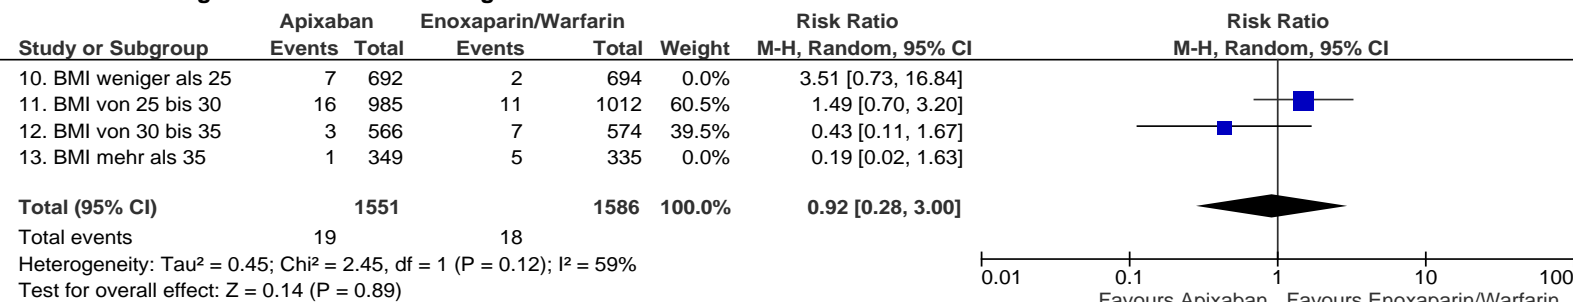 Apixaban Enoxaparin/Warfarin Risk Ratio Risk Ratio
Study or Subgroup Events Total Events Total Weight M-H, Random, 95% CI M-H, Random, 95% CI
10. BMI weniger als 25 7 692 2 694 0.0% 3.51 [0.73, 16.84]
11. BMI von 25 bis 30 16 985 11 1012 60.5% 1.49 [0.70, 3.20]
12. BMI von 30 bis 35 3 566 7 574 39.5% 0.43 [0.11, 1.67]
13. BMI mehr als 35 1 349 5 335 0.0% 0.19 [0.02, 1.63]
Total (95% CI) 1551 1586 100.0% 0.92 [0.28, 3.00]
Total events 19 18
Heterogeneity: Tau² = 0.45; Chi² = 2.45, df = 1 (P = 0.12); I² = 59%
Test for overall effect: Z = 0.14 (P = 0.89)
0.01 0.1 1 10 100
Favours Apixaban Favours Enoxaparin/Warfarin